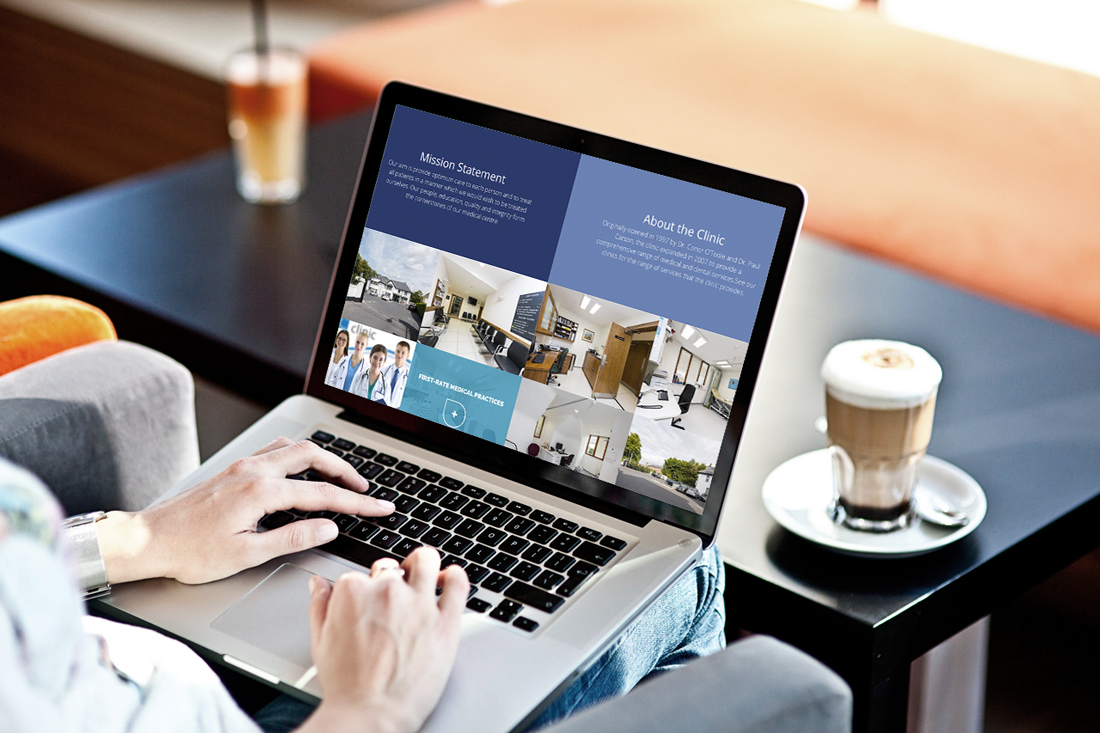 Mission Statement
Our aim is provide optimum care to each person and to treat
all patients in a manner which we would wish to be treated
ourselves. Our people, education, quality and integrity form
the cornerstones of our medical centre.
About the Clinic
Originally opened in 1997 by Dr. Conor O'Toole and Dr. Paul
Carson, the clinic expanded in 2007 to provide a
comprehensive range of medical and dental services. See our
clinics for the range of services that the clinic provides.
clinic
FIRST-RATE MEDICAL PRACTICES